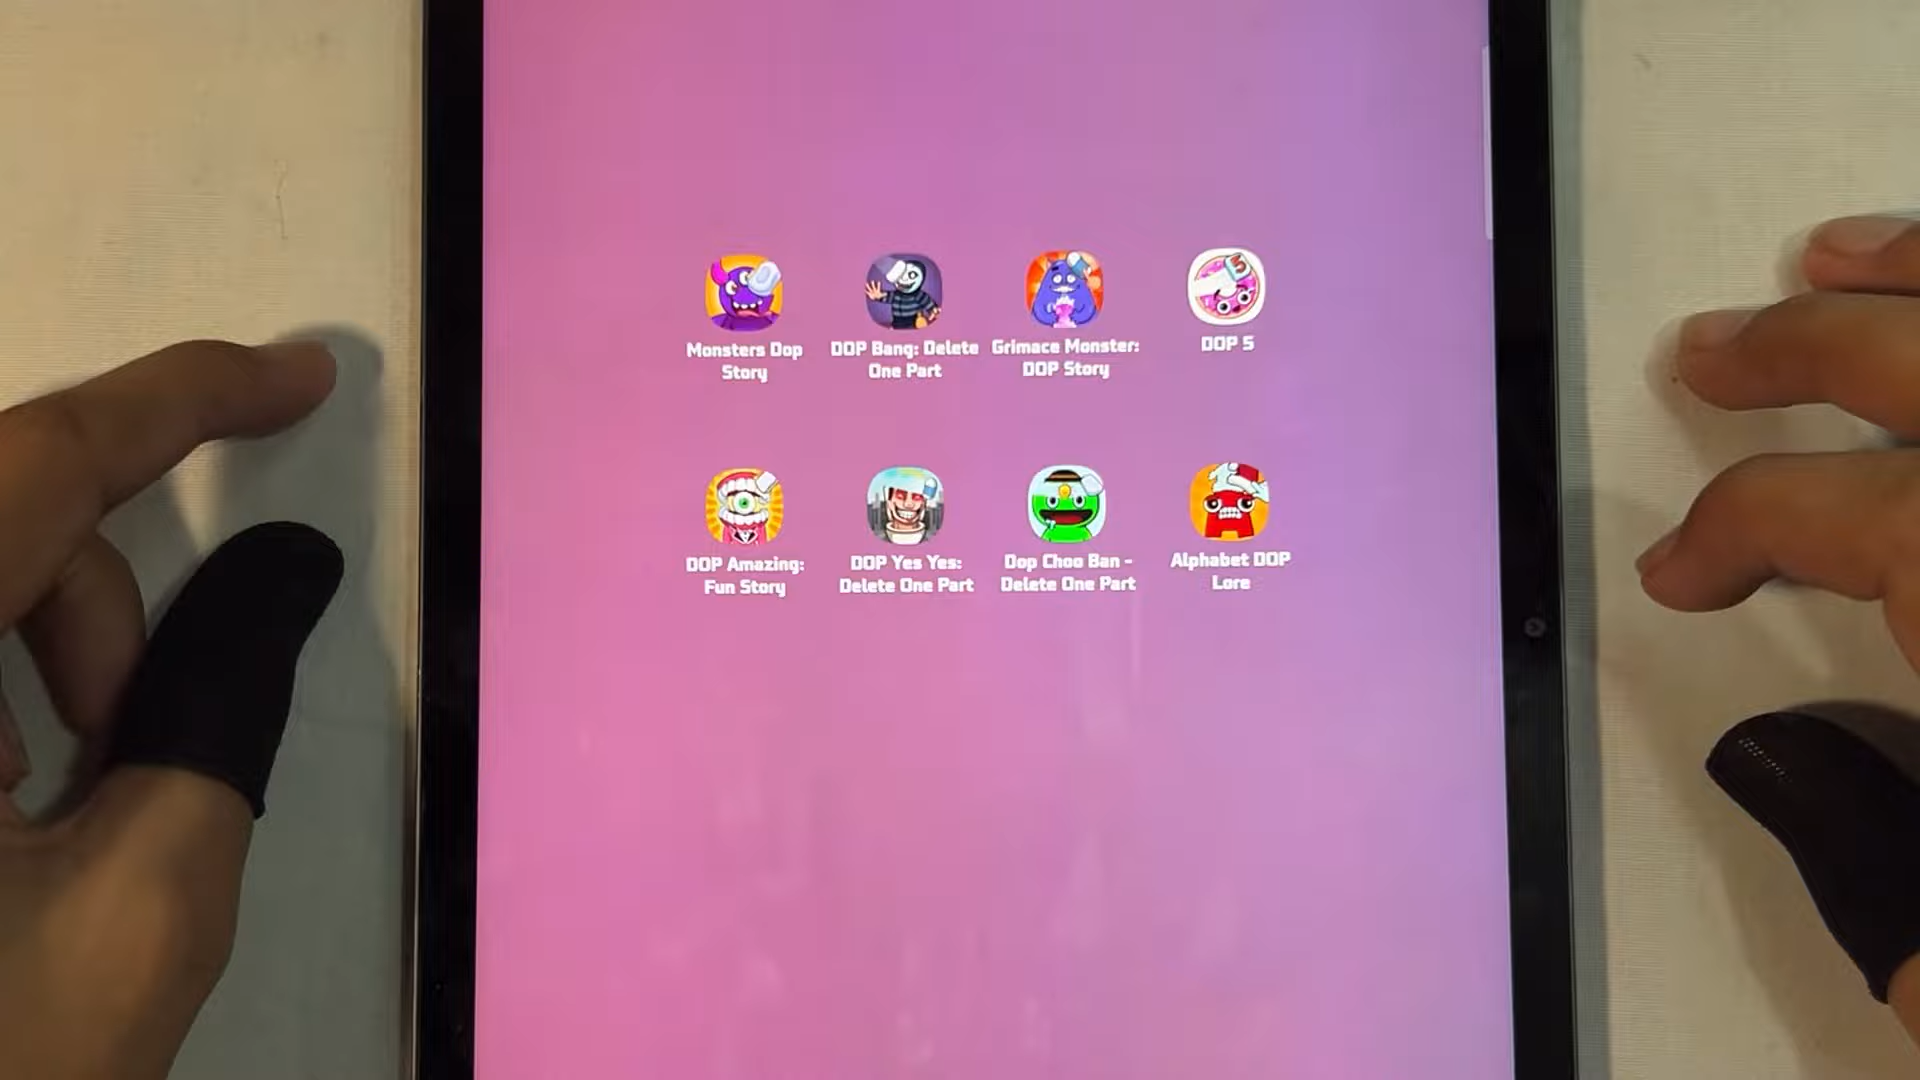 Monsters Dop
Story
DOP Bang: Delete
One Part
Grimace Monster:
DOP Story
5
DOP 5
DOP Amazing:
Fun Story
DOP Yes Yes:
Delete One Part
Dop Choo Ban -
Delete One Part
Alphabet DOP
Lore